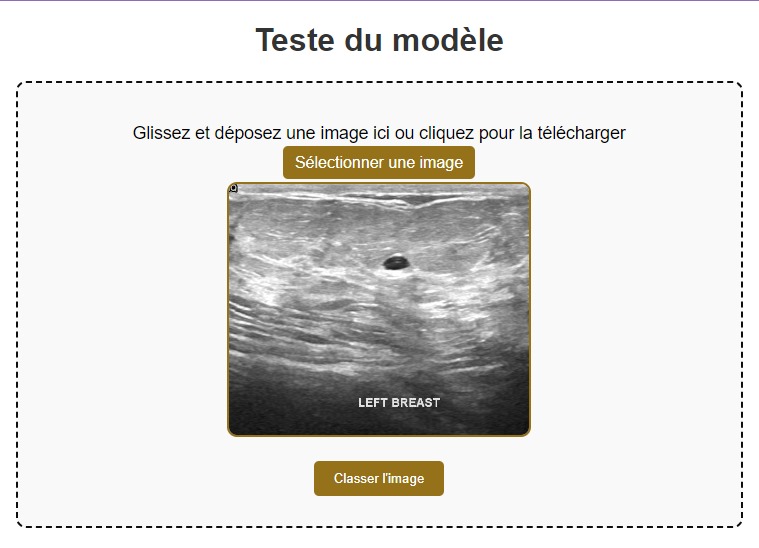 Teste du modèle
Glissez et déposez une image ici ou cliquez pour la télécharger
Sélectionner une image
LEFT BREAST
Classer l'image